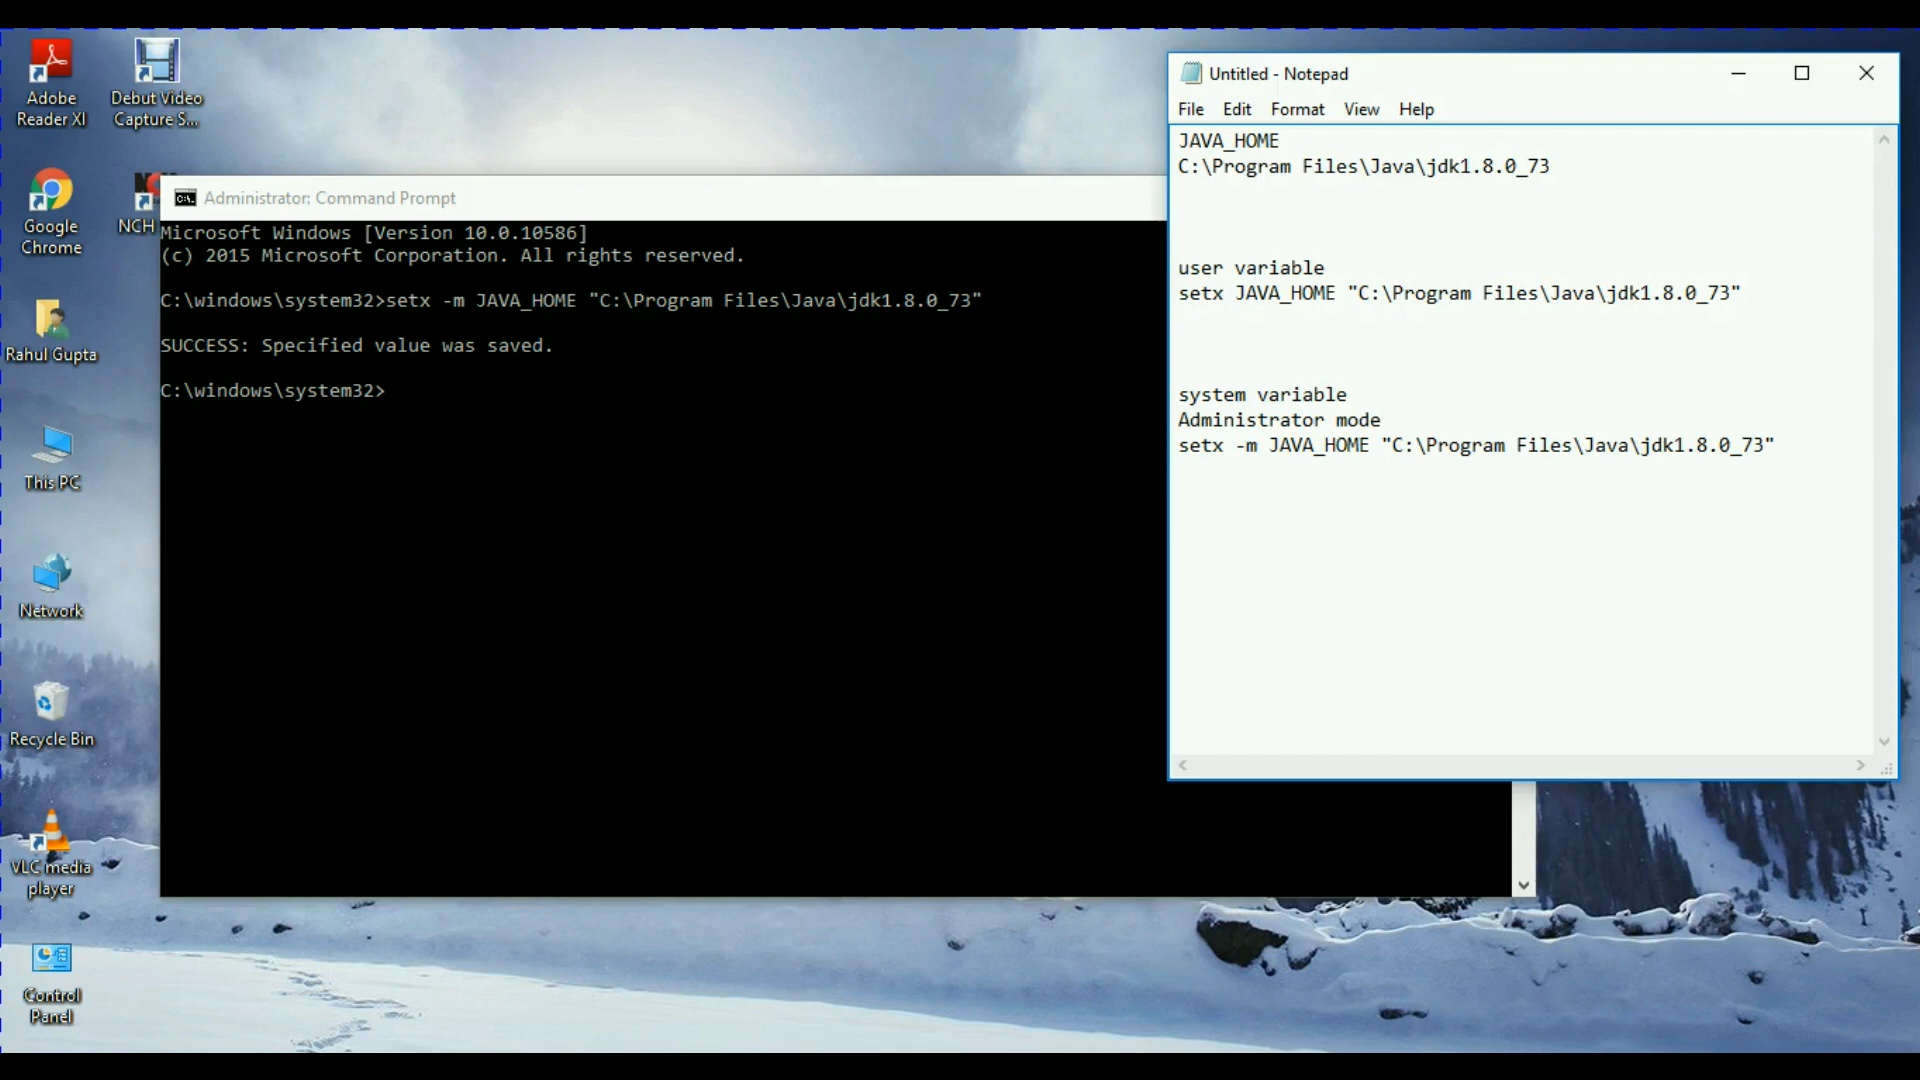 Adobe
Reader XI
Debut Video
Capture S...
Google
Chrome
NCH
Rahul Gupta
This PC
Network
Recycle Bin
VLC media
player
Control
Panel
Administrator: Command Prompt
Microsoft Windows [Version 10.0.10586]
(c) 2015 Microsoft Corporation. All rights reserved.
C:\windows\system32>setx -m JAVA_HOME "C:\Program Files\Java\jdk1.8.0_73"
SUCCESS: Specified value was saved.
C:\windows\system32>
Untitled - Notepad
File Edit Format View Help
JAVA_HOME
C:\Program Files\Java\jdk1.8.0_73
user variable
setx JAVA_HOME "C:\Program Files\Java\jdk1.8.0_73"
system variable
Administrator mode
setx -m JAVA_HOME "C:\Program Files\Java\jdk1.8.0_73"